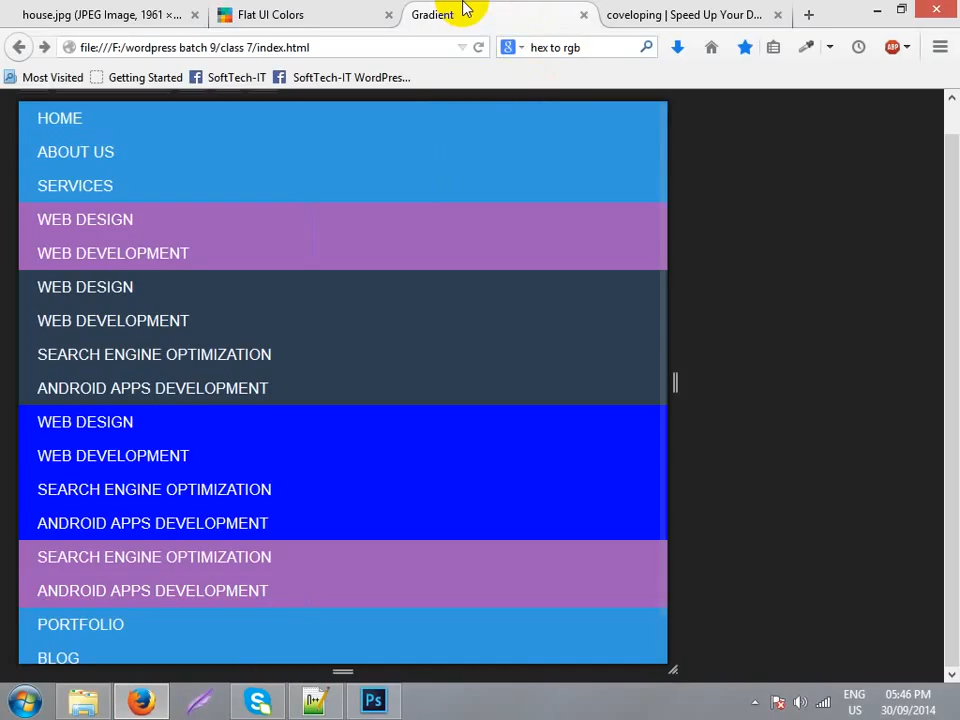 house.jpg (JPEG Image, 1961 ×... Flat UI Colors Gradient coveloping | Speed Up Your D...
file:///F:/wordpress batch 9/class 7/index.html hex to rgb ABP
Most Visited Getting Started SoftTech-IT SoftTech-IT WordPres...
HOME
ABOUT US
SERVICES
WEB DESIGN
WEB DEVELOPMENT
WEB DESIGN
WEB DEVELOPMENT
SEARCH ENGINE OPTIMIZATION
ANDROID APPS DEVELOPMENT
WEB DESIGN
WEB DEVELOPMENT
SEARCH ENGINE OPTIMIZATION
ANDROID APPS DEVELOPMENT
SEARCH ENGINE OPTIMIZATION
ANDROID APPS DEVELOPMENT
PORTFOLIO
BLOG
ENG 05:46 PM
US 30/09/2014